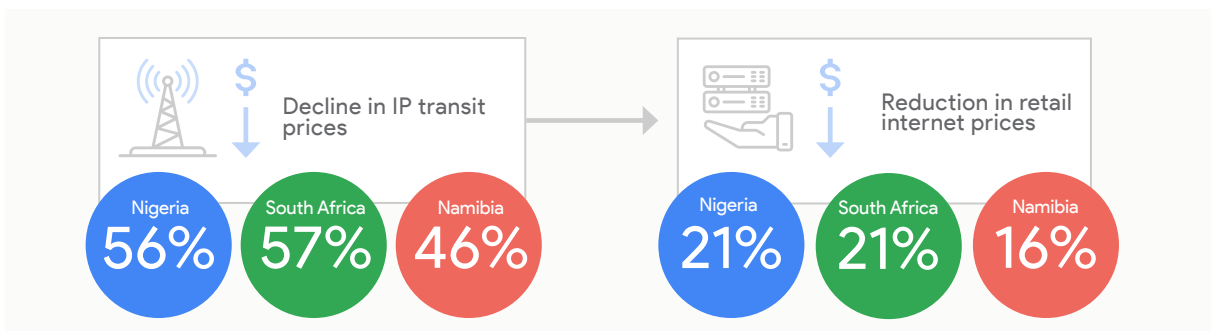 $
Decline in IP transit
prices
Nigeria
56%
South Africa
57%
Namibia
46%
$
Reduction in retail
internet prices
Nigeria
21%
South Africa
21%
Namibia
16%